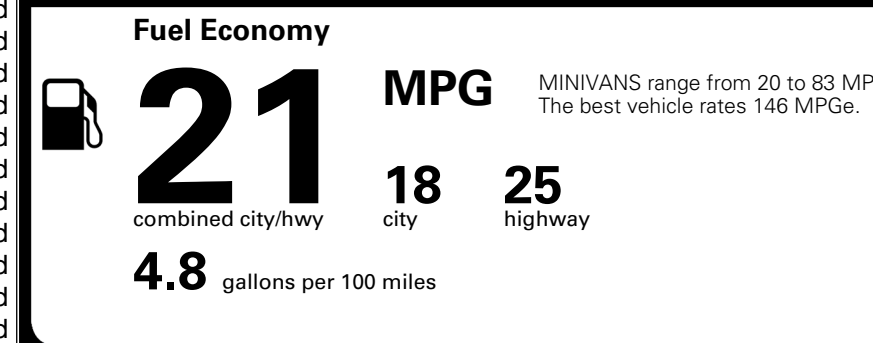 Fuel Economy
21 MPG
MINIVANS range from 20 to 83 MP
The best vehicle rates 146 MPGe.
combined city/hwy
18 city
25 highway
4.8 gallons per 100 miles